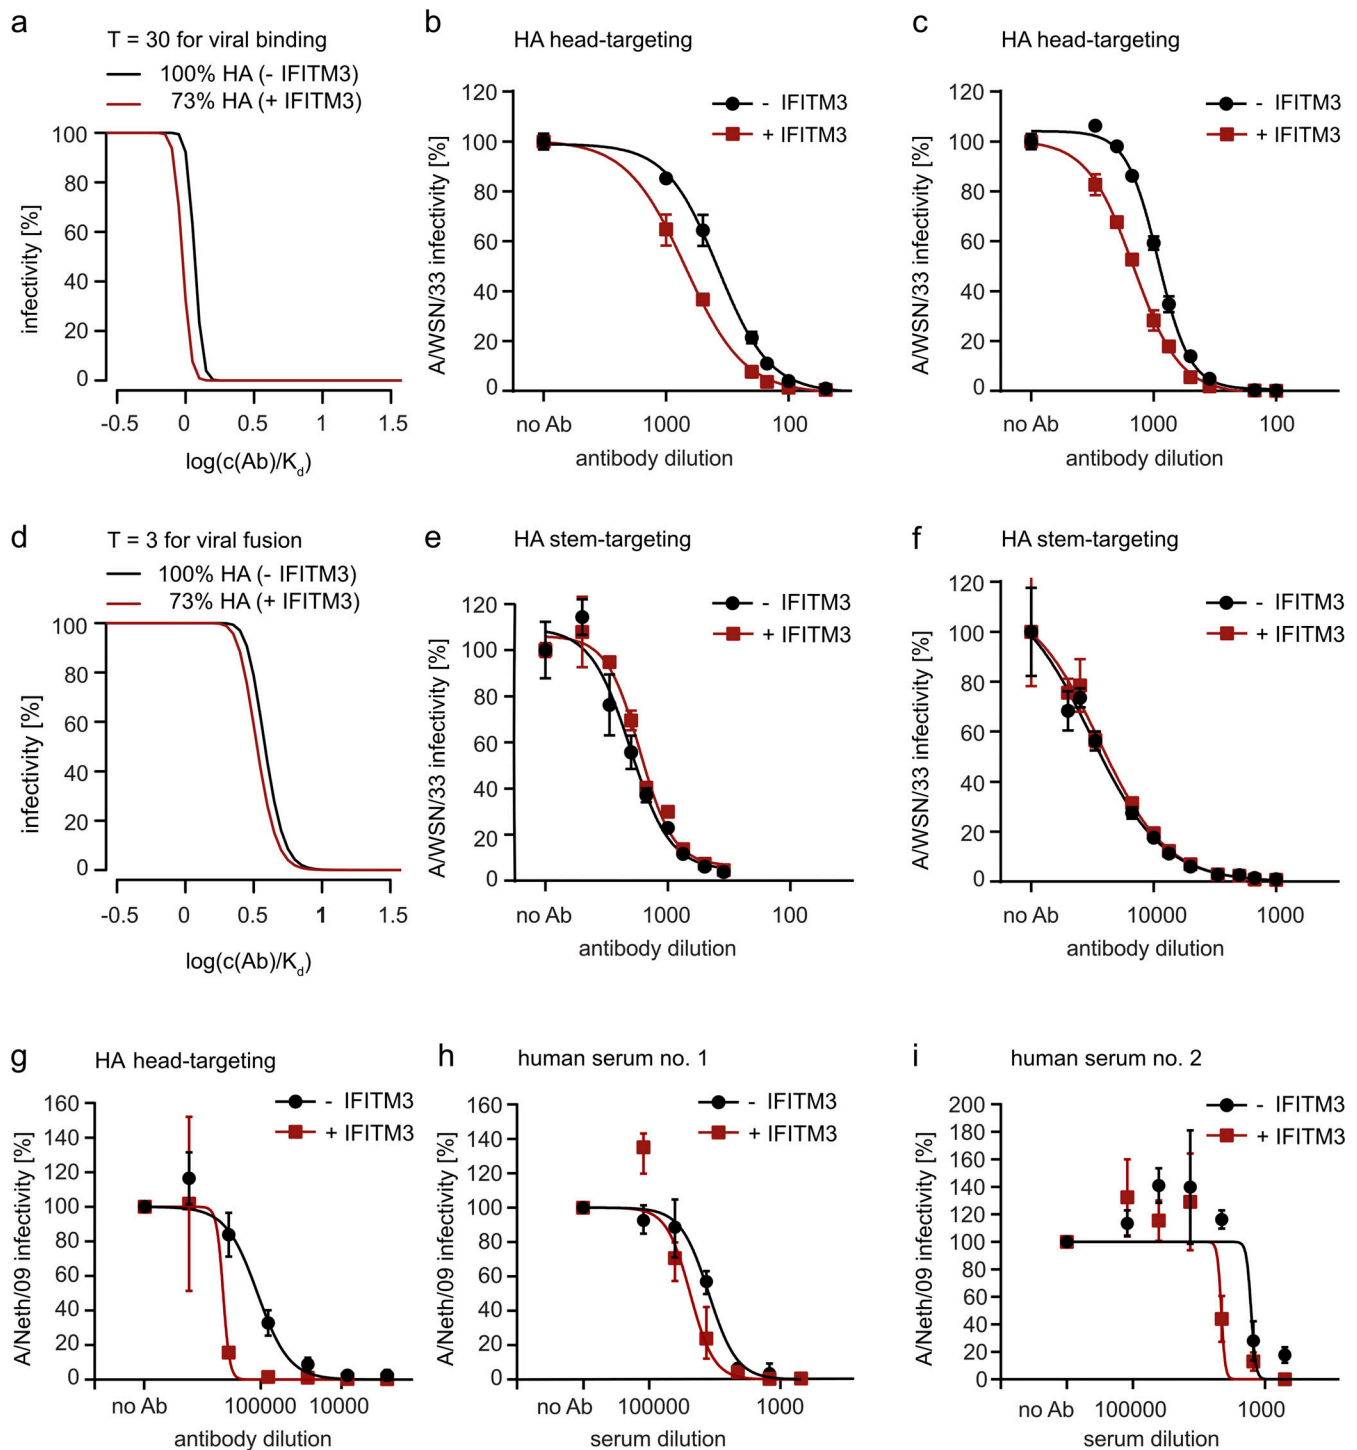 a
T = 30 for viral binding
100% HA (- IFITM3)
73% HA (+ IFITM3)
infectivity [%]
100
80
60
40
20
0
-0.5
0
0.5
1
1.5
log(c(Ab)/Kd)
b
HA head-targeting
- IFITM3
+ IFITM3
A/WSN/33 infectivity [%]
120
100
80
60
40
20
0
no Ab
1000
100
antibody dilution
c
HA head-targeting
- IFITM3
+ IFITM3
A/WSN/33 infectivity [%]
120
100
80
60
40
20
0
no Ab
1000
100
antibody dilution
d
T = 3 for viral fusion
100% HA (- IFITM3)
73% HA (+ IFITM3)
infectivity [%]
100
80
60
40
20
0
-0.5
0
0.5
1
1.5
log(c(Ab)/Kd)
e
HA stem-targeting
- IFITM3
+ IFITM3
A/WSN/33 infectivity [%]
120
100
80
60
40
20
0
no Ab
1000
100
antibody dilution
f
HA stem-targeting
- IFITM3
+ IFITM3
A/WSN/33 infectivity [%]
120
100
80
60
40
20
0
no Ab
10000
1000
antibody dilution
g
HA head-targeting
- IFITM3
+ IFITM3
A/Neth/09 infectivity [%]
160
140
120
100
80
60
40
20
0
no Ab
100000
10000
antibody dilution
h
human serum no. 1
- IFITM3
+ IFITM3
A/Neth/09 infectivity [%]
160
140
120
100
80
60
40
20
0
no Ab
100000
1000
serum dilution
i
human serum no. 2
- IFITM3
+ IFITM3
A/Neth/09 infectivity [%]
200
180
160
140
120
100
80
60
40
20
0
no Ab
100000
1000
serum dilution